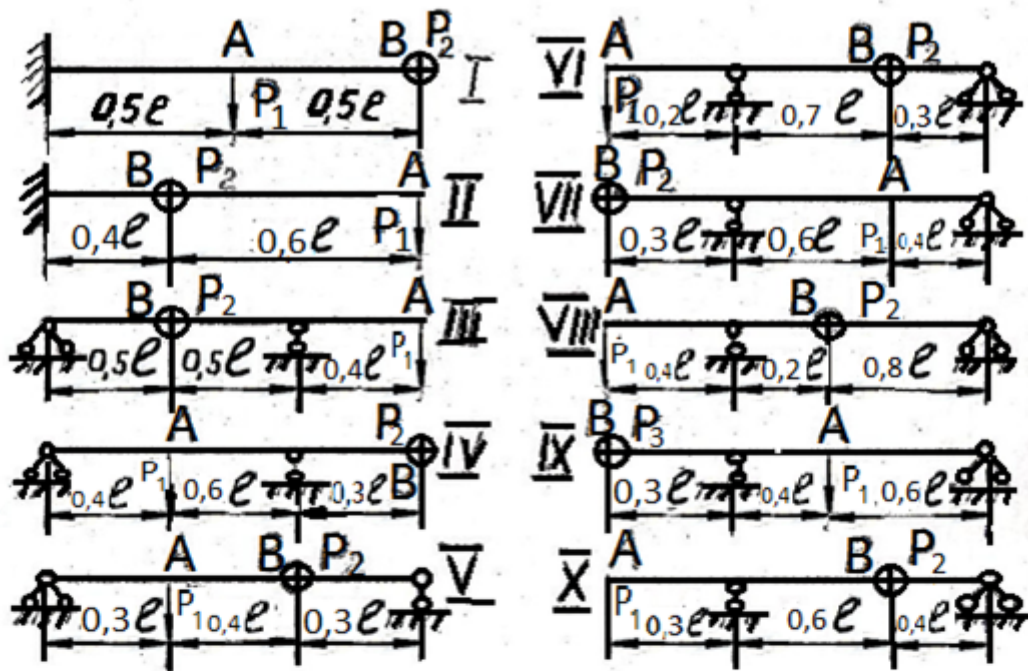 A B P₂ I
P₁
0,5ℓ 0,5ℓ
B P₂ A II
0,4ℓ 0,6ℓ P₁
B P₂ A III
0,5ℓ 0,5ℓ 0,4ℓ P₁
A P₂ IV
0,4ℓ P₁ 0,6ℓ 0,3ℓ B
A B P₂ V
0,3ℓ P₁ 0,4ℓ 0,3ℓ
VI A B P₂
P₁ 0,2ℓ 0,7ℓ 0,3ℓ
VII B P₂ A
0,3ℓ 0,6ℓ P₁ 0,4ℓ
VIII A B P₂
P₁ 0,4ℓ 0,2ℓ 0,8ℓ
IX B P₃ A
0,3ℓ 0,4ℓ P₁ 0,6ℓ
X A B P₂
P₁ 0,3ℓ 0,6ℓ 0,4ℓ